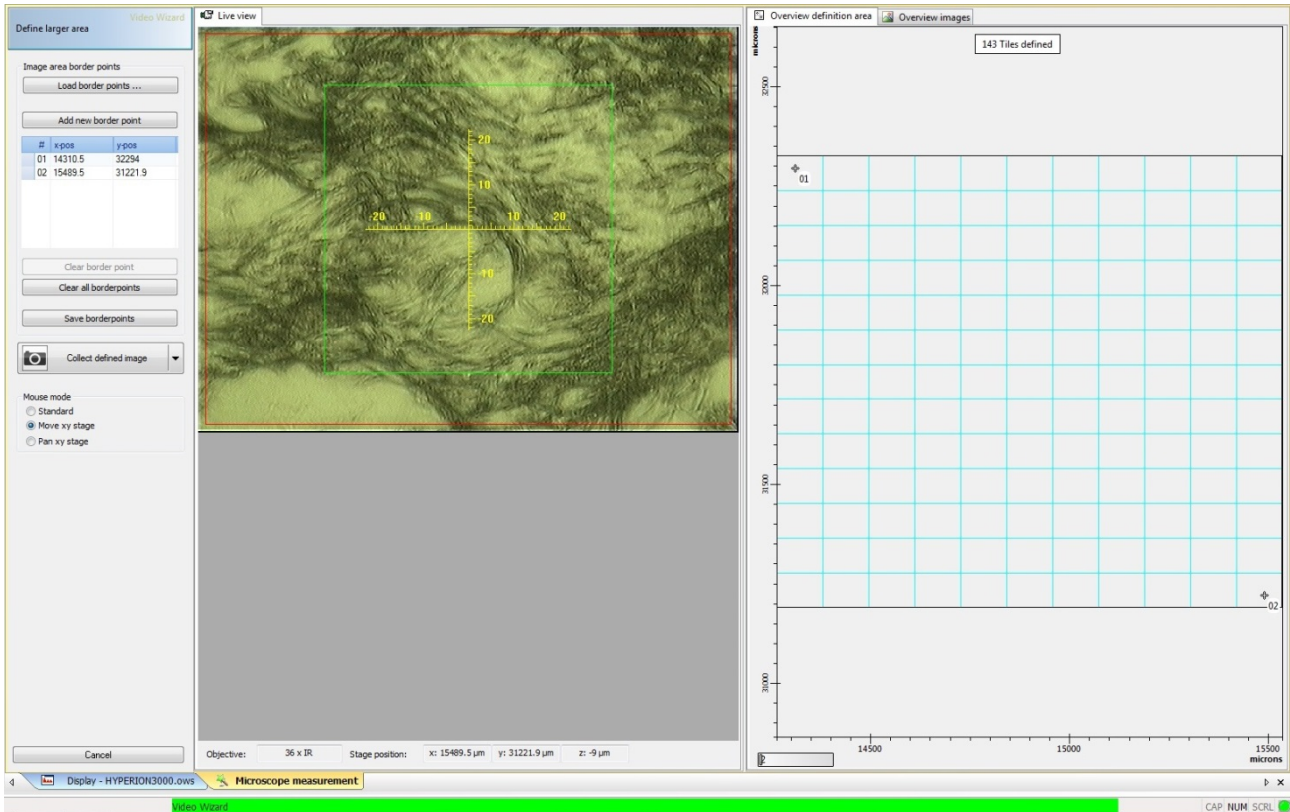 Video Wizard
Define larger area
Image area border points
Load border points ...
Add new border point
# x-pos y-pos
01 14310.5 32294
02 15489.5 31221.9
Clear border point
Clear all borderpoints
Save borderpoints
Collect defined image
Mouse mode
Standard
Move xy stage
Pan xy stage
Cancel
Live view
20
10
-20 -10 10 20
-10
-20
Objective: 36 x IR Stage position: x: 15489.5 µm y: 31221.9 µm z: -9 µm
Overview definition area Overview images
143 Tiles defined
microns
32500
01
32000
31500
02
31000
14500 15000 15500
microns
Display - HYPERION3000.ows Microscope measurement
Video Wizard CAP NUM SCRL